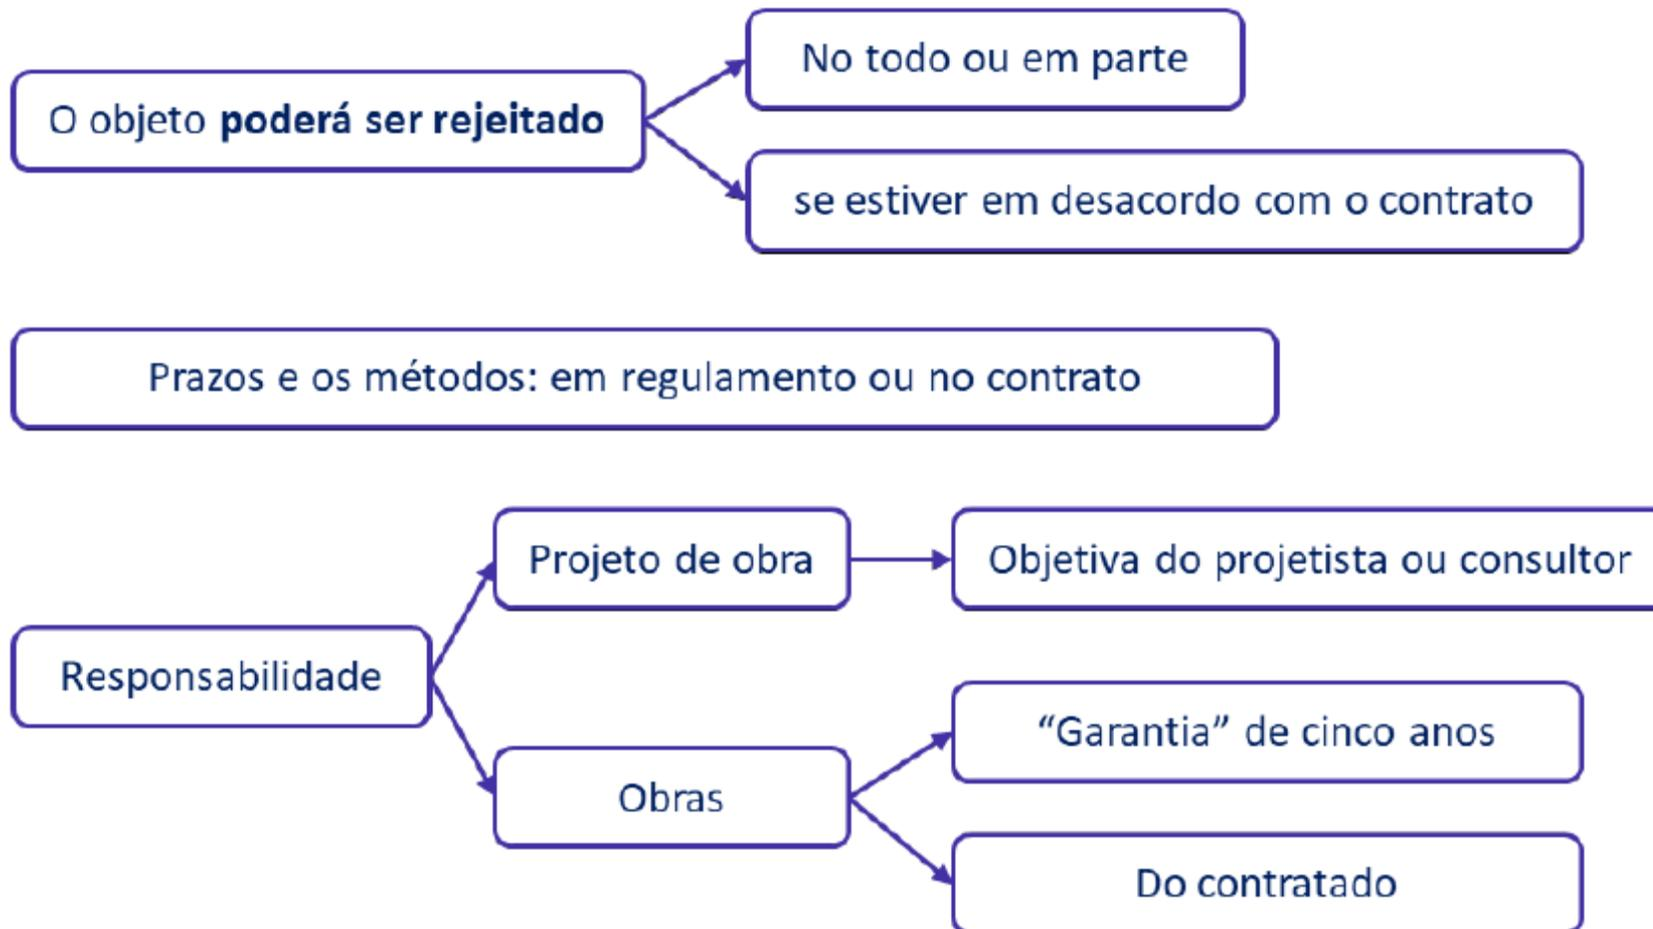 No todo ou em parte
O objeto poderá ser rejeitado
se estiver em desacordo com o contrato
Prazos e os métodos: em regulamento ou no contrato
Projeto de obra
Objetiva do projetista ou consultor
Responsabilidade
“Garantia” de cinco anos
Obras
Do contratado